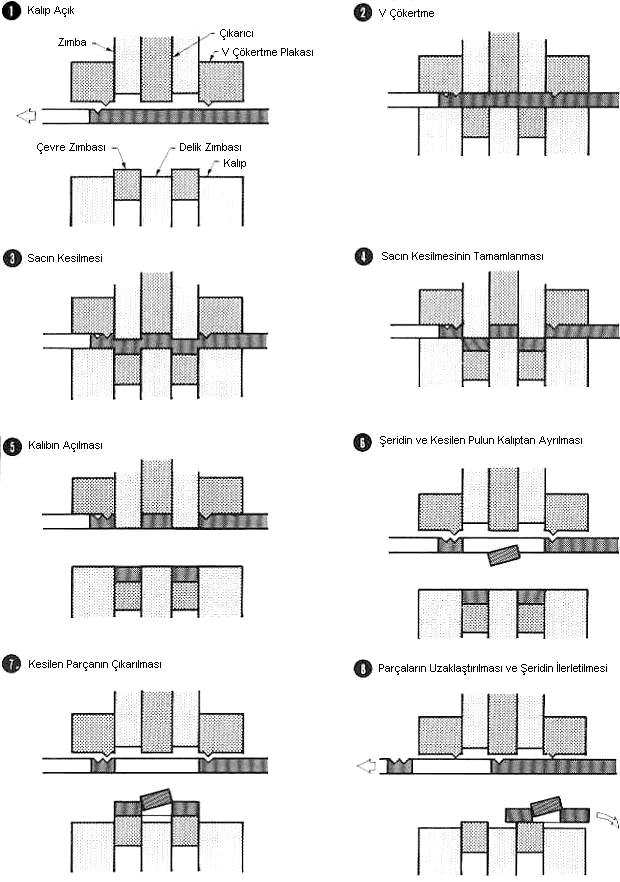 1 Kalıp Açık
Zımba
Çıkarıcı
V Çökertme Plakası
Çevre Zımbası
Delik Zımbası
Kalıp
2 V Çökertme
3 Sacın Kesilmesi
4 Sacın Kesilmesinin Tamamlanması
5 Kalıbın Açılması
6 Şeridin ve Kesilen Pulun Kalıptan Ayrılması
7. Kesilen Parçanın Çıkarılması
8 Parçaların Uzaklaştırılması ve Şeridin İlerletilmesi